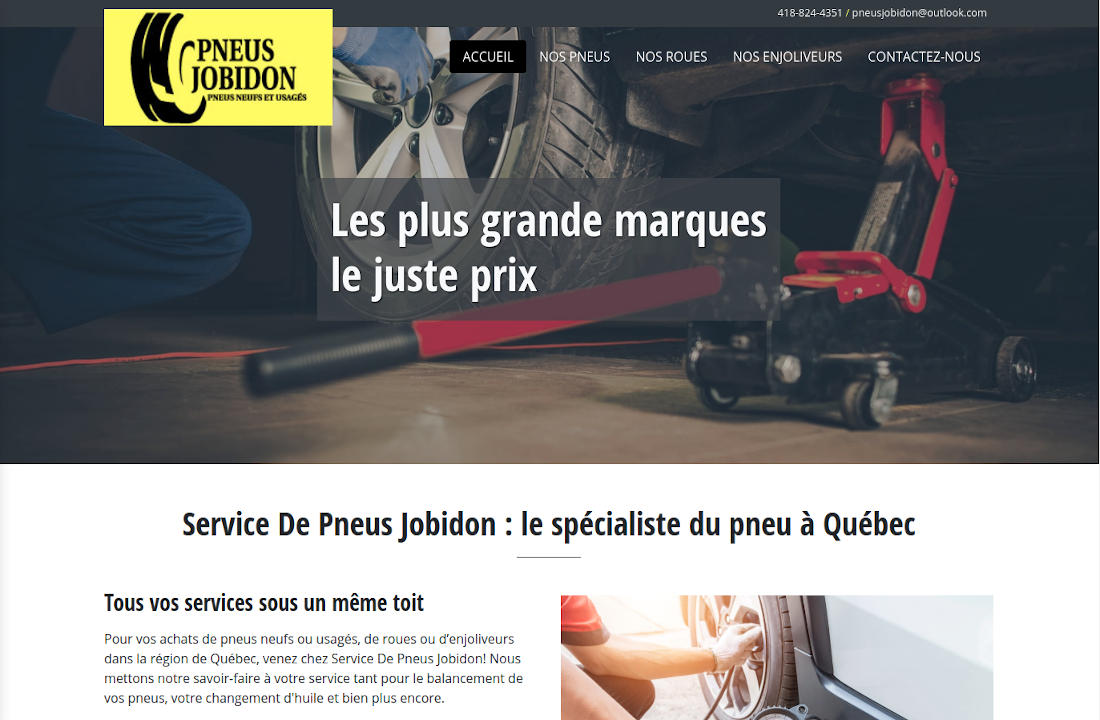 418-824-4351 / pneusjobidon@outlook.com
PNEUS
JOBIDON
PNEUS NEUFS ET USAGÉS
ACCUEIL NOS PNEUS NOS ROUES NOS ENJOLIVEURS CONTACTEZ-NOUS
Les plus grande marques
le juste prix
Service De Pneus Jobidon : le spécialiste du pneu à Québec
Tous vos services sous un même toit
Pour vos achats de pneus neufs ou usagés, de roues ou d’enjoliveurs
dans la région de Québec, venez chez Service De Pneus Jobidon! Nous
mettons notre savoir-faire à votre service tant pour le balancement de
vos pneus, votre changement d'huile et bien plus encore.